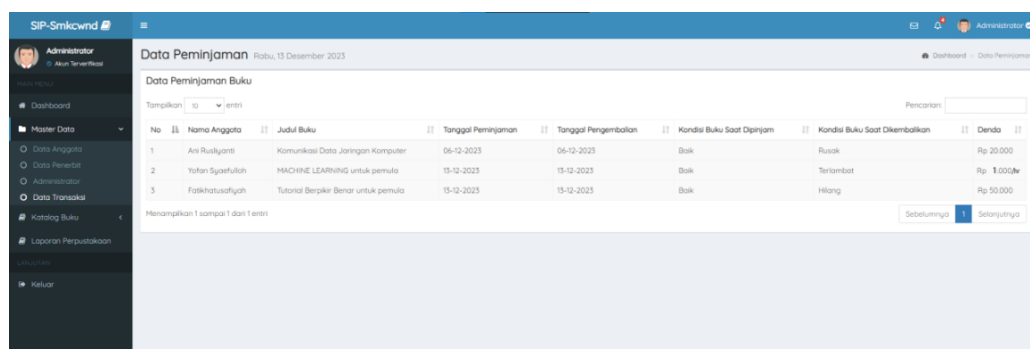 SIP-Smkcwnd
Administrator
Administrator
Akun Terverifikasi
Data Peminjaman Rabu, 13 Desember 2023
Dashboard > Data Peminjaman
MAIN MENU
Dashboard
Master Data
Data Anggota
Data Penerbit
Administrator
Data Transaksi
Katalog Buku
Laporan Perpustakaan
LANJUTAN
Keluar
Data Peminjaman Buku
Tampilkan 10 entri
Pencarian:
No Nama Anggota Judul Buku Tanggal Peminjaman Tanggal Pengembalian Kondisi Buku Saat Dipinjam Kondisi Buku Saat Dikembalikan Denda
1 Ani Rusliyanti Komunikasi Data Jaringan Komputer 06-12-2023 06-12-2023 Baik Rusak Rp 20.000
2 Yofan Syaefulloh MACHINE LEARNING untuk pemula 13-12-2023 13-12-2023 Baik Terlambat Rp 1.000/hr
3 Fatikhatusafiyah Tutorial Berpikir Benar untuk pemula 13-12-2023 13-12-2023 Baik Hilang Rp 50.000
Menampilkan 1 sampai 1 dari 1 entri
Sebelumnya 1 Selanjutnya